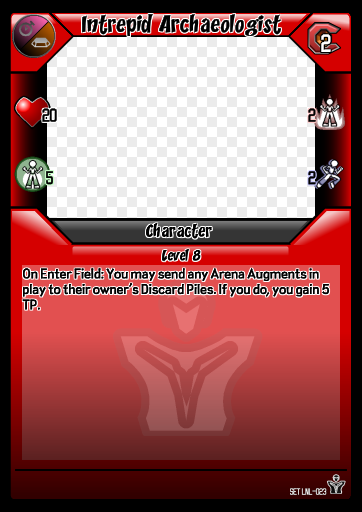 Intrepid Archaeologist
2
20
2
5
2
Character
Level 8
On Enter Field: You may send any Arena Augments in
play to their owner's Discard Piles. If you do, you gain 5
TP.
SET LNL-023